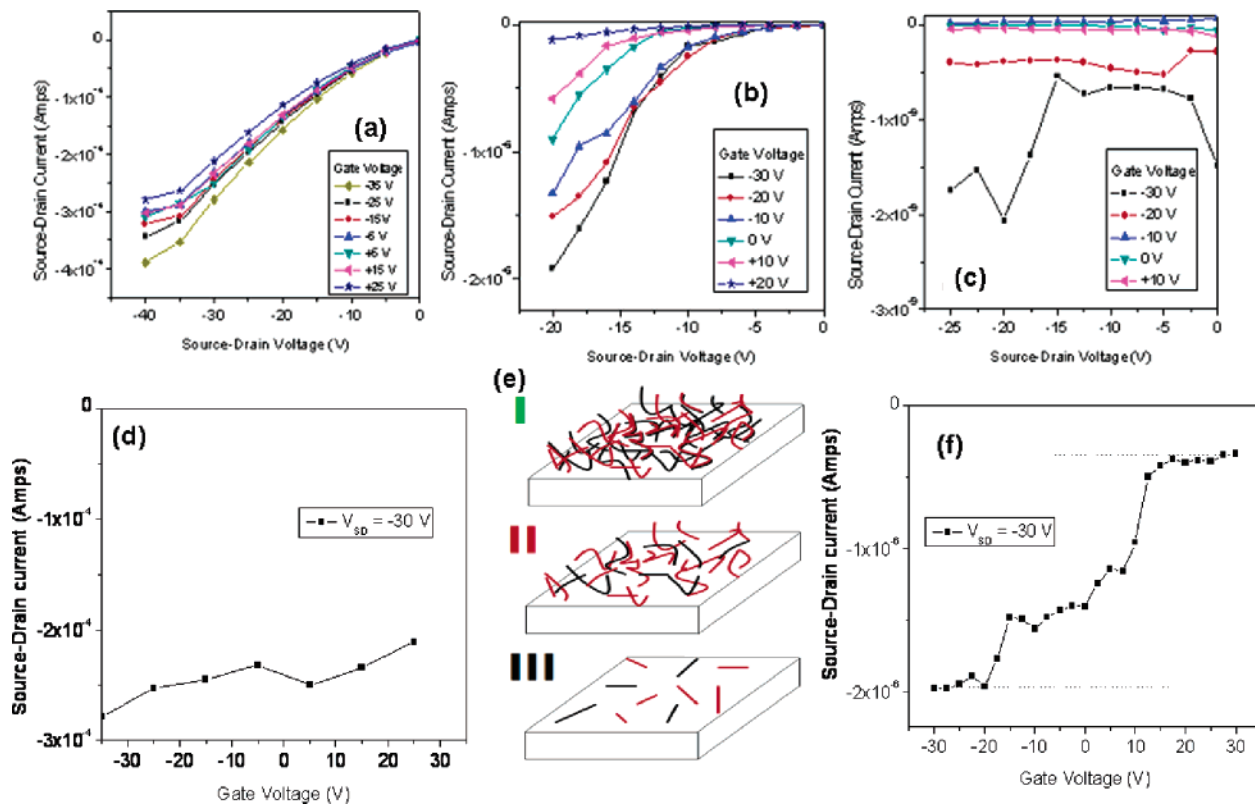 0
-1x10⁻⁴
-2x10⁻⁴
-3x10⁻⁴
-4x10⁻⁴
Source-Drain Current (Amps)
(a)
Gate Voltage
-35 V
-25 V
-15V
-5 V
+5 V
+15 V
+25V
-40 -30 -20 -10 0
Source-Drain Voltage (V)
0
-1x10⁻⁶
-2x10⁻⁶
Source-Drain Current (Amps)
(b)
Gate Voltage
-30 V
-20 V
-10 V
0 V
+10 V
+20 V
-20 -15 -10 -5 0
Source-Drain Voltage (V)
0
-1x10⁻⁹
-2x10⁻⁹
-3x10⁻⁹
Source-Drain Current (Amps)
(c)
Gate Voltage
-30 V
-20 V
-10 V
0 V
+10 V
-25 -20 -15 -10 -5 0
Source-Drain Voltage (V)
0
-1x10⁻⁴
-2x10⁻⁴
-3x10⁻⁴
Source-Drain current (Amps)
(d)
V_SD = -30 V
-30 -20 -10 0 10 20 30
Gate Voltage (V)
(e)
I
II
III
0
-1x10⁻⁶
-2x10⁻⁶
Source-Drain current (Amps)
(f)
V_SD = -30 V
-30 -20 -10 0 10 20 30
Gate Voltage (V)